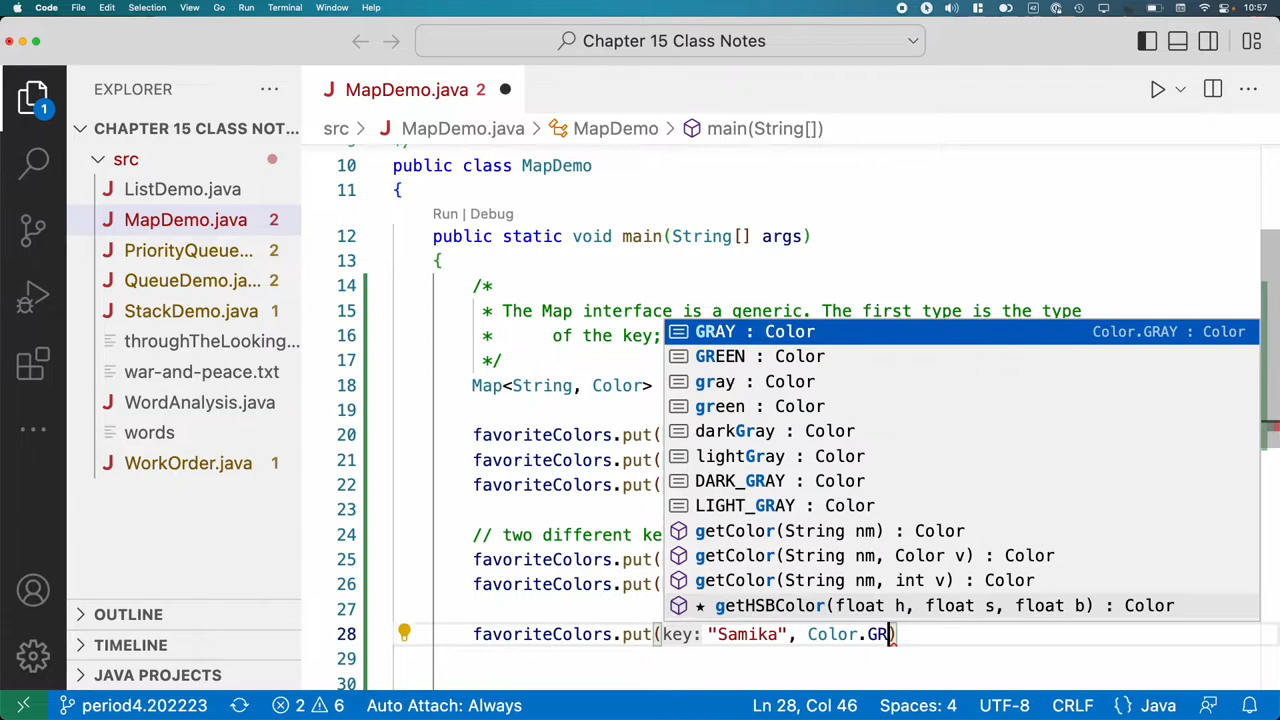 Code File Edit Selection View Go Run Terminal Window Help 10:57
Chapter 15 Class Notes
EXPLORER
MapDemo.java 2
CHAPTER 15 CLASS NOT...
src > MapDemo.java > MapDemo > main(String[])
src
ListDemo.java
MapDemo.java 2
PriorityQueue... 2
QueueDemo.ja... 2
StackDemo.java 1
throughTheLooking...
war-and-peace.txt
WordAnalysis.java
words
WorkOrder.java 1
OUTLINE
TIMELINE
JAVA PROJECTS
1
10 public class MapDemo
11 {
Run | Debug
12 public static void main(String[] args)
13 {
14 /*
15 * The Map interface is a generic. The first type is the type
16 * of the key;
17 */
18 Map<String, Color>
19
20 favoriteColors.put(
21 favoriteColors.put(
22 favoriteColors.put(
23
24 // two different ke
25 favoriteColors.put(
26 favoriteColors.put(
27
28 favoriteColors.put(key: "Samika", Color.GR)
29
30
GRAY : Color Color.GRAY : Color
GREEN : Color
gray : Color
green : Color
darkGray : Color
lightGray : Color
DARK_GRAY : Color
LIGHT_GRAY : Color
getColor(String nm) : Color
getColor(String nm, Color v) : Color
getColor(String nm, int v) : Color
★ getHSBColor(float h, float s, float b) : Color
period4.202223 2 6 Auto Attach: Always Ln 28, Col 46 Spaces: 4 UTF-8 CRLF {} Java